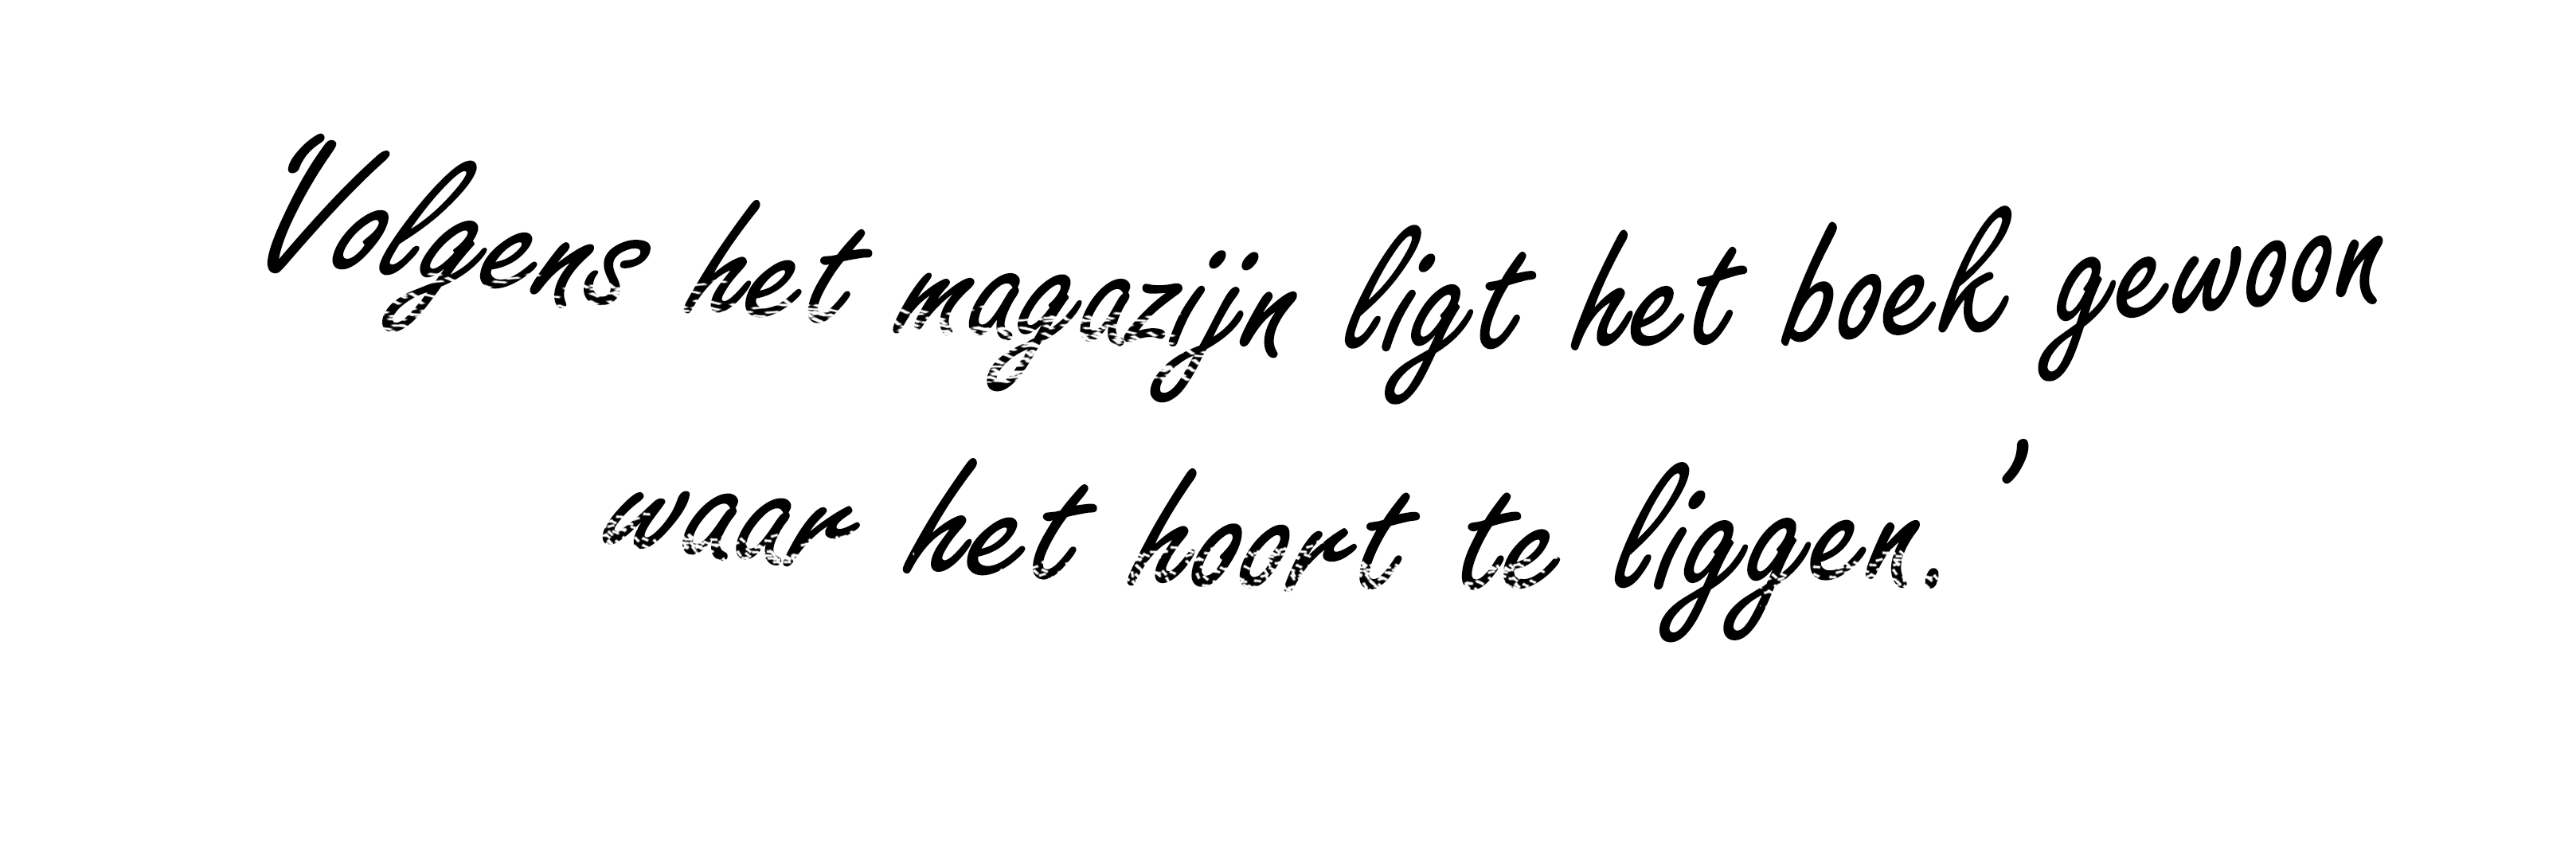 ‘Volgens het magazijn ligt het boek gewoon
waar het hoort te liggen.’